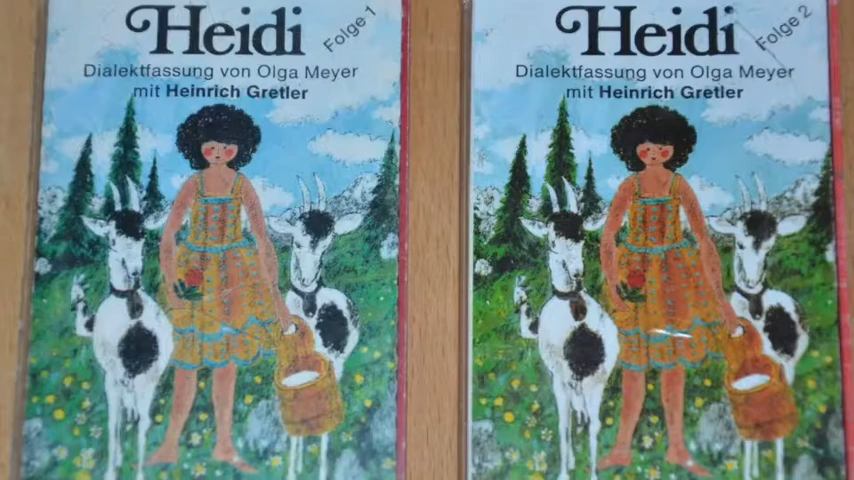 Heidi
Folge 1
Dialektfassung von Olga Meyer
mit Heinrich Gretler
Heidi
Folge 2
Dialektfassung von Olga Meyer
mit Heinrich Gretler